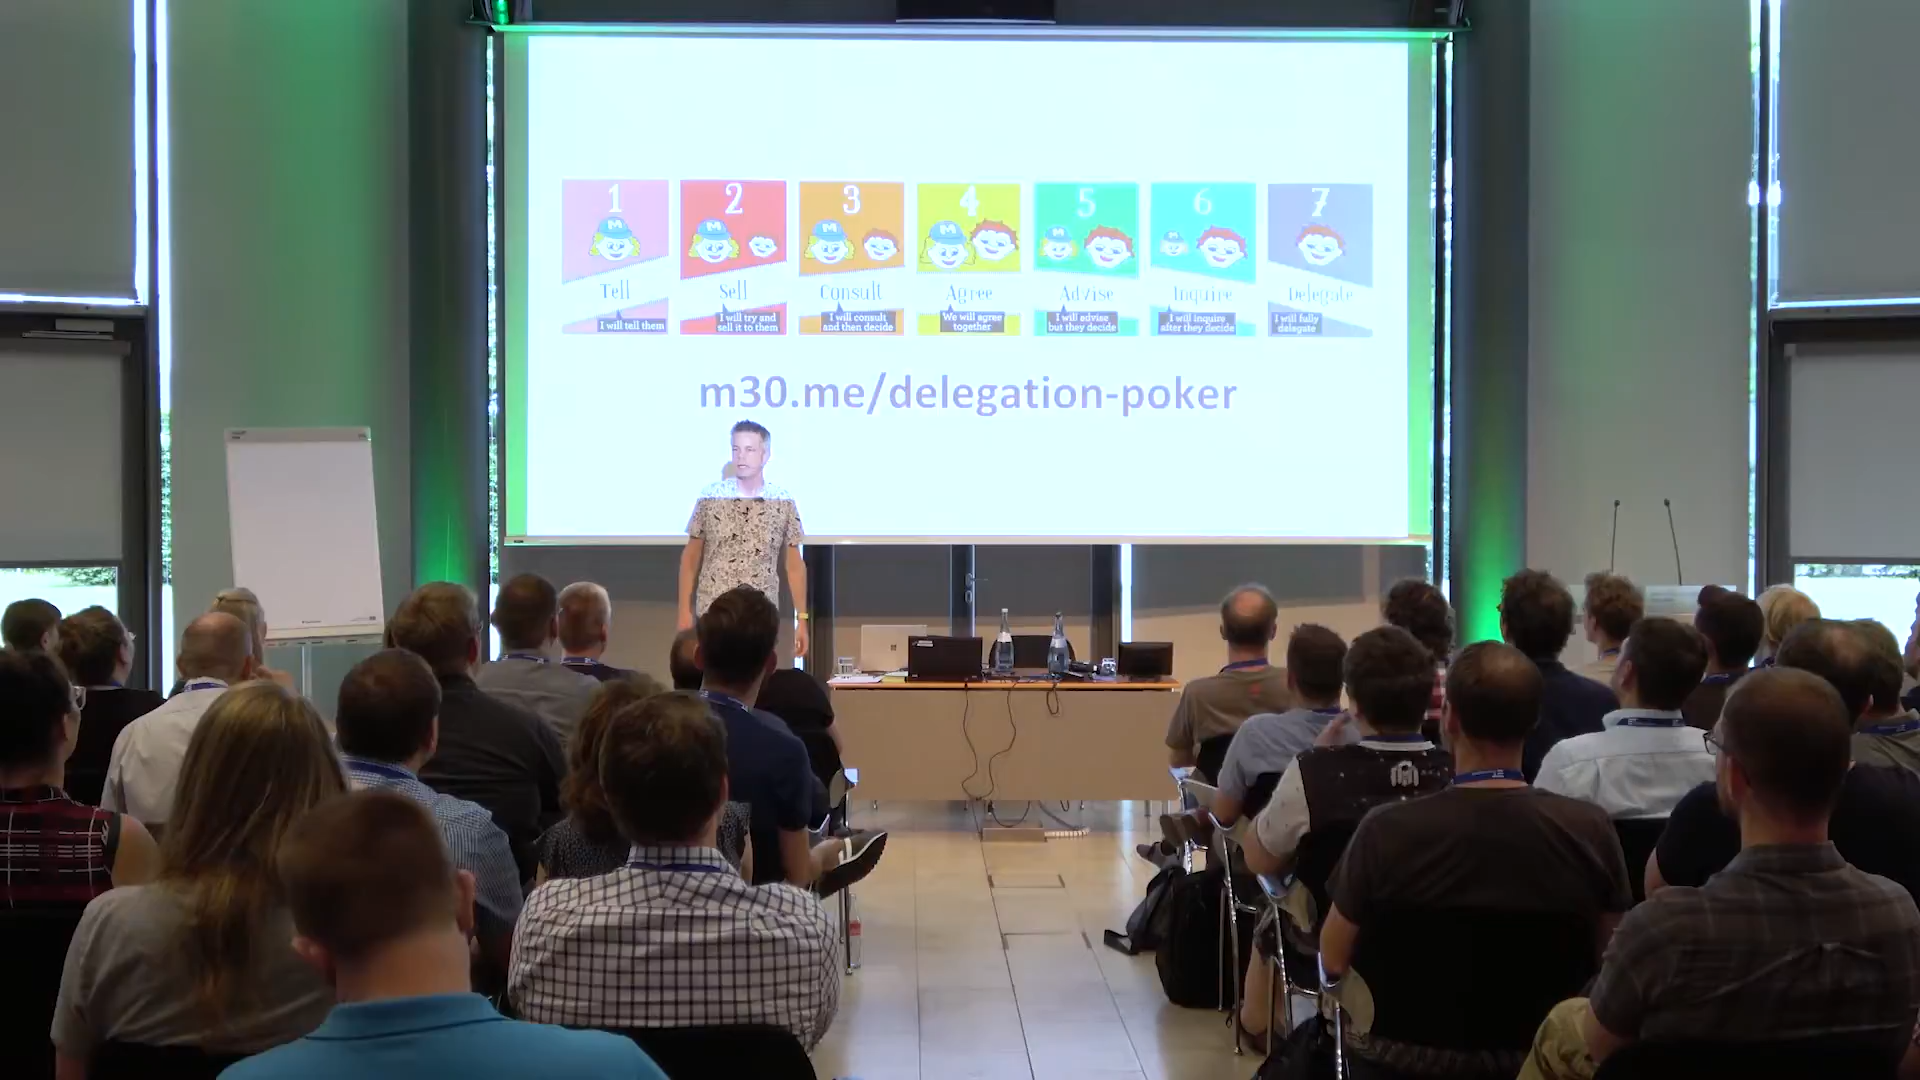 1
2
3
4
5
6
7
M
M
M
M
M
M
Tell
Sell
Consult
Agree
Advise
Inquire
Delegate
I will tell them
I will try and
sell it to them
I will consult
and then decide
We will agree
together
I will advise
but they decide
I will inquire
after they decide
I will fully
delegate
m30.me/delegation-poker